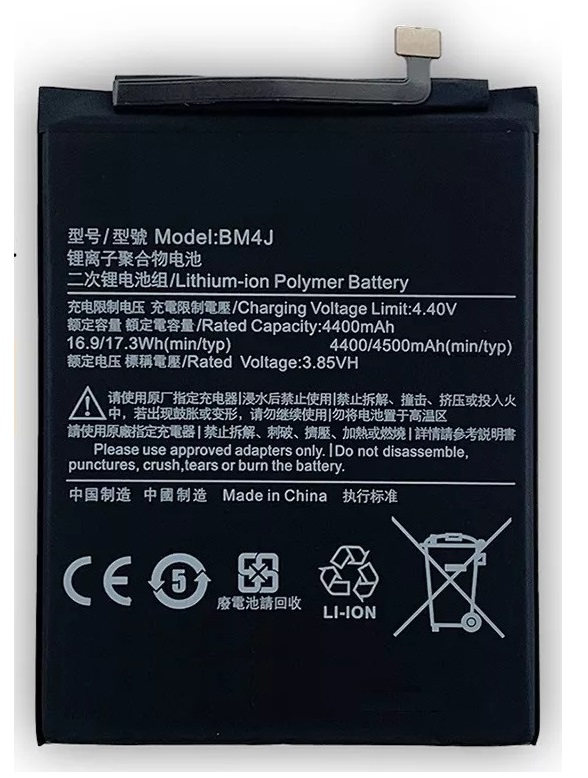 型号/型號 Model:BM4J
锂离子聚合物电池
二次锂电池组/Lithium-ion Polymer Battery
充电限制电压 充電限制電壓/Charging Voltage Limit:4.40V
额定容量 額定電容量/Rated Capacity:4400mAh
16.9/17.3Wh(min/typ) 4400/4500mAh(min/typ)
额定电压 標稱電壓/Rated Voltage:3.85VH
请使用原厂指定充电器|浸水后禁止使用|禁止拆解、撞击、挤压或投入火
中，若出现鼓胀或变形，请勿继续使用|勿将电池置于高温区
請使用原廠指定充電器|禁止拆解、刺破、擠壓、加熱或燃燒|詳情請參考說明書
Please use approved adapters only. |Do not disassemble,
punctures, crush,tears or burn the battery.
中国制造 中國製造 Made in China 执行标准
CE 5 廢電池請回收 LI-ION